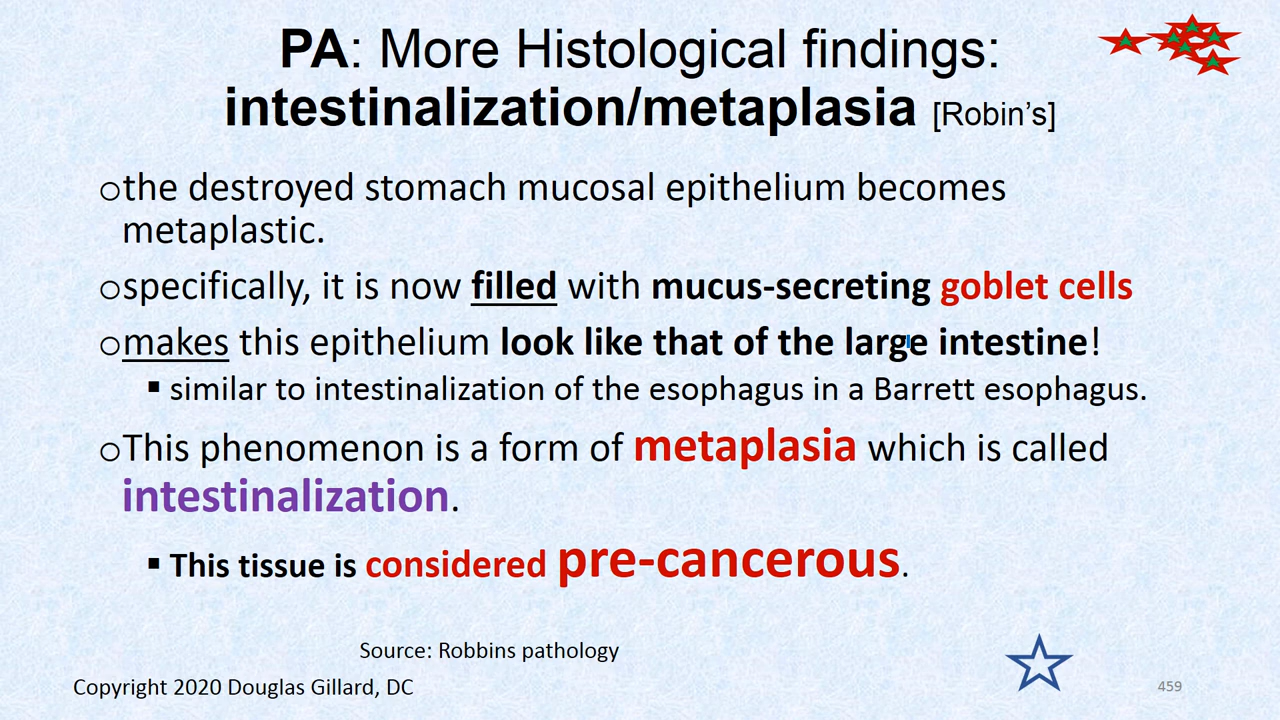 PA: More Histological findings:
intestinalization/metaplasia [Robin’s]
othe destroyed stomach mucosal epithelium becomes
metaplastic.
ospecifically, it is now filled with mucus-secreting goblet cells
omakes this epithelium look like that of the large intestine!
▪ similar to intestinalization of the esophagus in a Barrett esophagus.
oThis phenomenon is a form of metaplasia which is called
intestinalization.
▪ This tissue is considered pre-cancerous.
Source: Robbins pathology
Copyright 2020 Douglas Gillard, DC
459